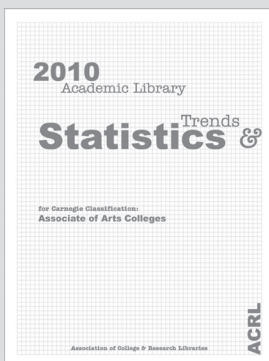 2010
Academic Library
Trends
Statistics &
for Carnegie Classification:
Associate of Arts Colleges
Association of College & Research Libraries
ACRL